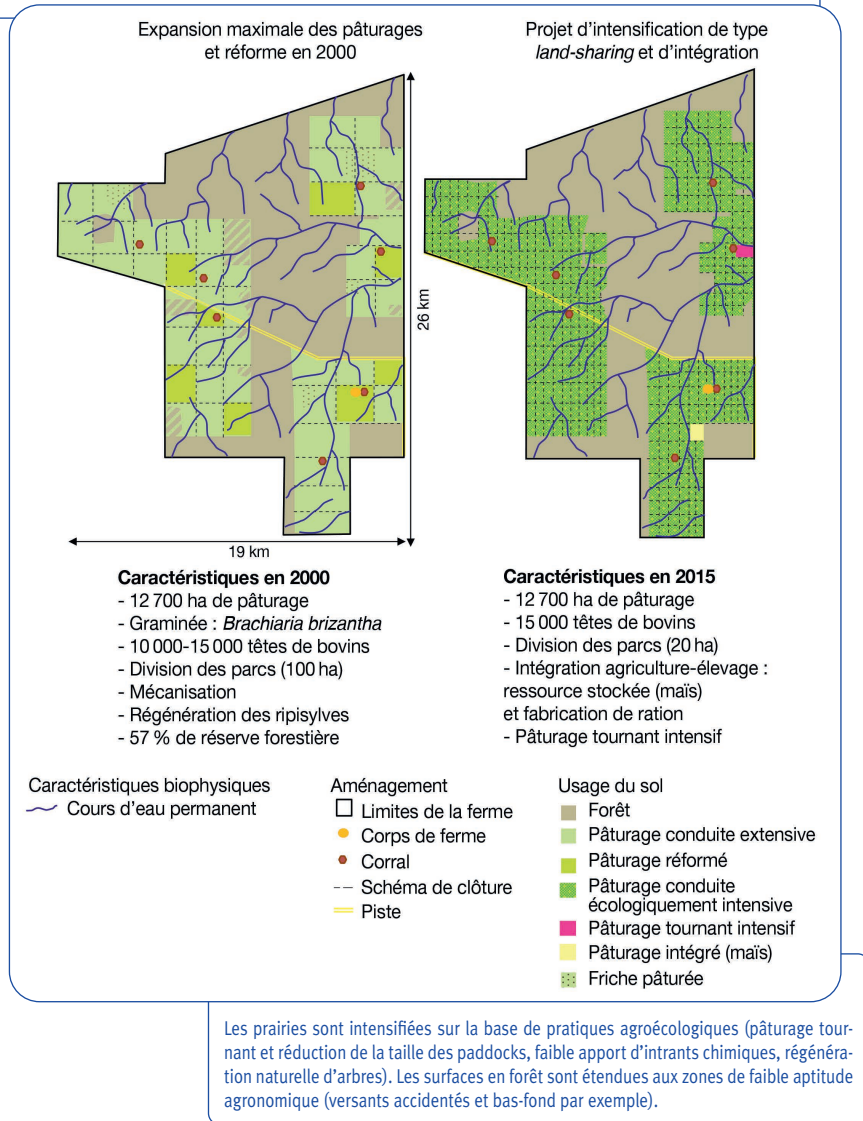 Expansion maximale des pâturages
et réforme en 2000
Projet d'intensification de type
land-sharing et d'intégration
26 km
19 km
Caractéristiques en 2000
- 12 700 ha de pâturage
- Graminée : Brachiaria brizantha
- 10 000-15 000 têtes de bovins
- Division des parcs (100 ha)
- Mécanisation
- Régénération des ripisylves
- 57 % de réserve forestière
Caractéristiques en 2015
- 12 700 ha de pâturage
- 15 000 têtes de bovins
- Division des parcs (20 ha)
- Intégration agriculture-élevage :
ressource stockée (maïs)
et fabrication de ration
- Pâturage tournant intensif
Caractéristiques biophysiques
Cours d'eau permanent
Aménagement
Limites de la ferme
Corps de ferme
Corral
Schéma de clôture
Piste
Usage du sol
Forêt
Pâturage conduite extensive
Pâturage réformé
Pâturage conduite
écologiquement intensive
Pâturage tournant intensif
Pâturage intégré (maïs)
Friche pâturée
Les prairies sont intensifiées sur la base de pratiques agroécologiques (pâturage tour-
nant et réduction de la taille des paddocks, faible apport d'intrants chimiques, régénéra-
tion naturelle d'arbres). Les surfaces en forêt sont étendues aux zones de faible aptitude
agronomique (versants accidentés et bas-fond par exemple).